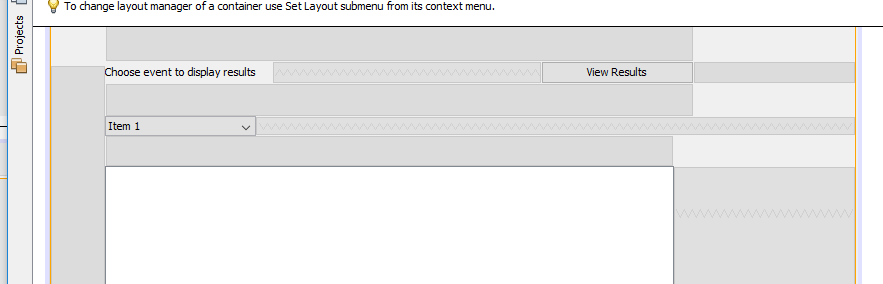 To change layout manager of a container use Set Layout submenu from its context menu.
Projects
Choose event to display results
View Results
Item 1